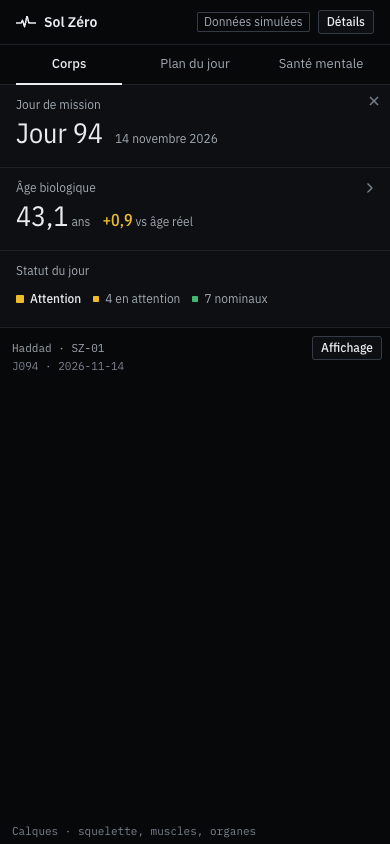 Sol Zéro
Données simulées
Détails
Corps
Plan du jour
Santé mentale
Jour de mission
Jour 94 14 novembre 2026
Âge biologique
43,1 ans +0,9 vs âge réel
Statut du jour
Attention 4 en attention 7 nominaux
Haddad · SZ-01
Affichage
J094 · 2026-11-14
Calques · squelette, muscles, organes